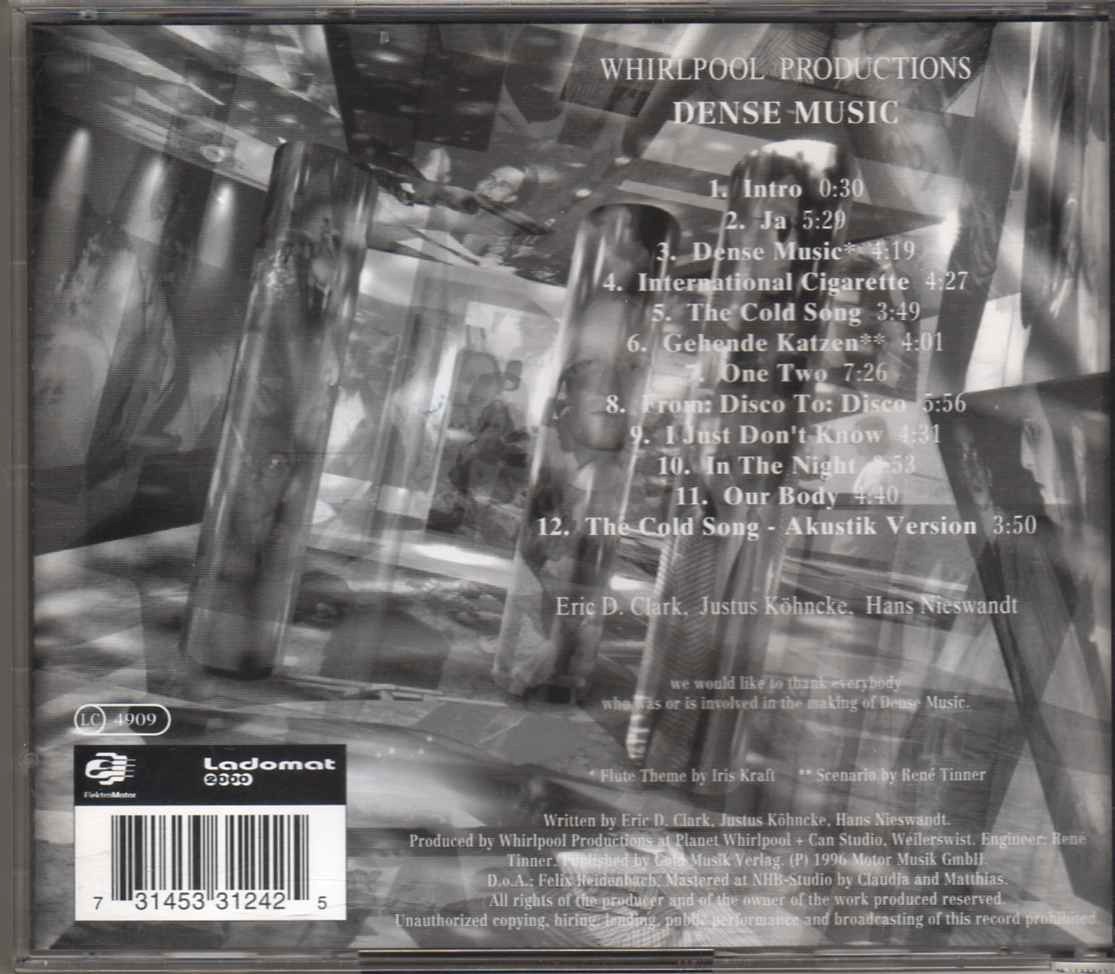 WHIRLPOOL PRODUCTIONS
DENSE MUSIC
1. Intro 0:30
2. Ja 5:29
3. Dense Music* 4:19
4. International Cigarette 4:27
5. The Cold Song 3:49
6. Gehende Katzen** 4:01
7. One Two 7:26
8. From: Disco To: Disco 5:56
9. I Just Don't Know 4:31
10. In The Night :53
11. Our Body 4:40
12. The Cold Song - Akustik Version 3:50
Eric D. Clark, Justus Köhncke, Hans Nieswandt
we would like to thank everybody
who was or is involved in the making of Dense Music.
* Flute Theme by Iris Kraft ** Scenario by René Tinner
Written by Eric D. Clark, Justus Köhncke, Hans Nieswandt.
Produced by Whirlpool Productions at Planet Whirlpool + Can Studio, Weilerswist. Engineer: René
Tinner. Published by Musik Verlag. (P) 1996 Motor Musik GmbH.
D.o.A.: Felix Reidenbach. Mastered at NHB-Studio by Claudia and Matthias.
All rights of the producer and of the owner of the work produced reserved.
Unauthorized copying, hiring, lending, public performance and broadcasting of this record prohibited.
LC 4909
ElektroMotor
Ladomat
2000
7 31453 31242 5